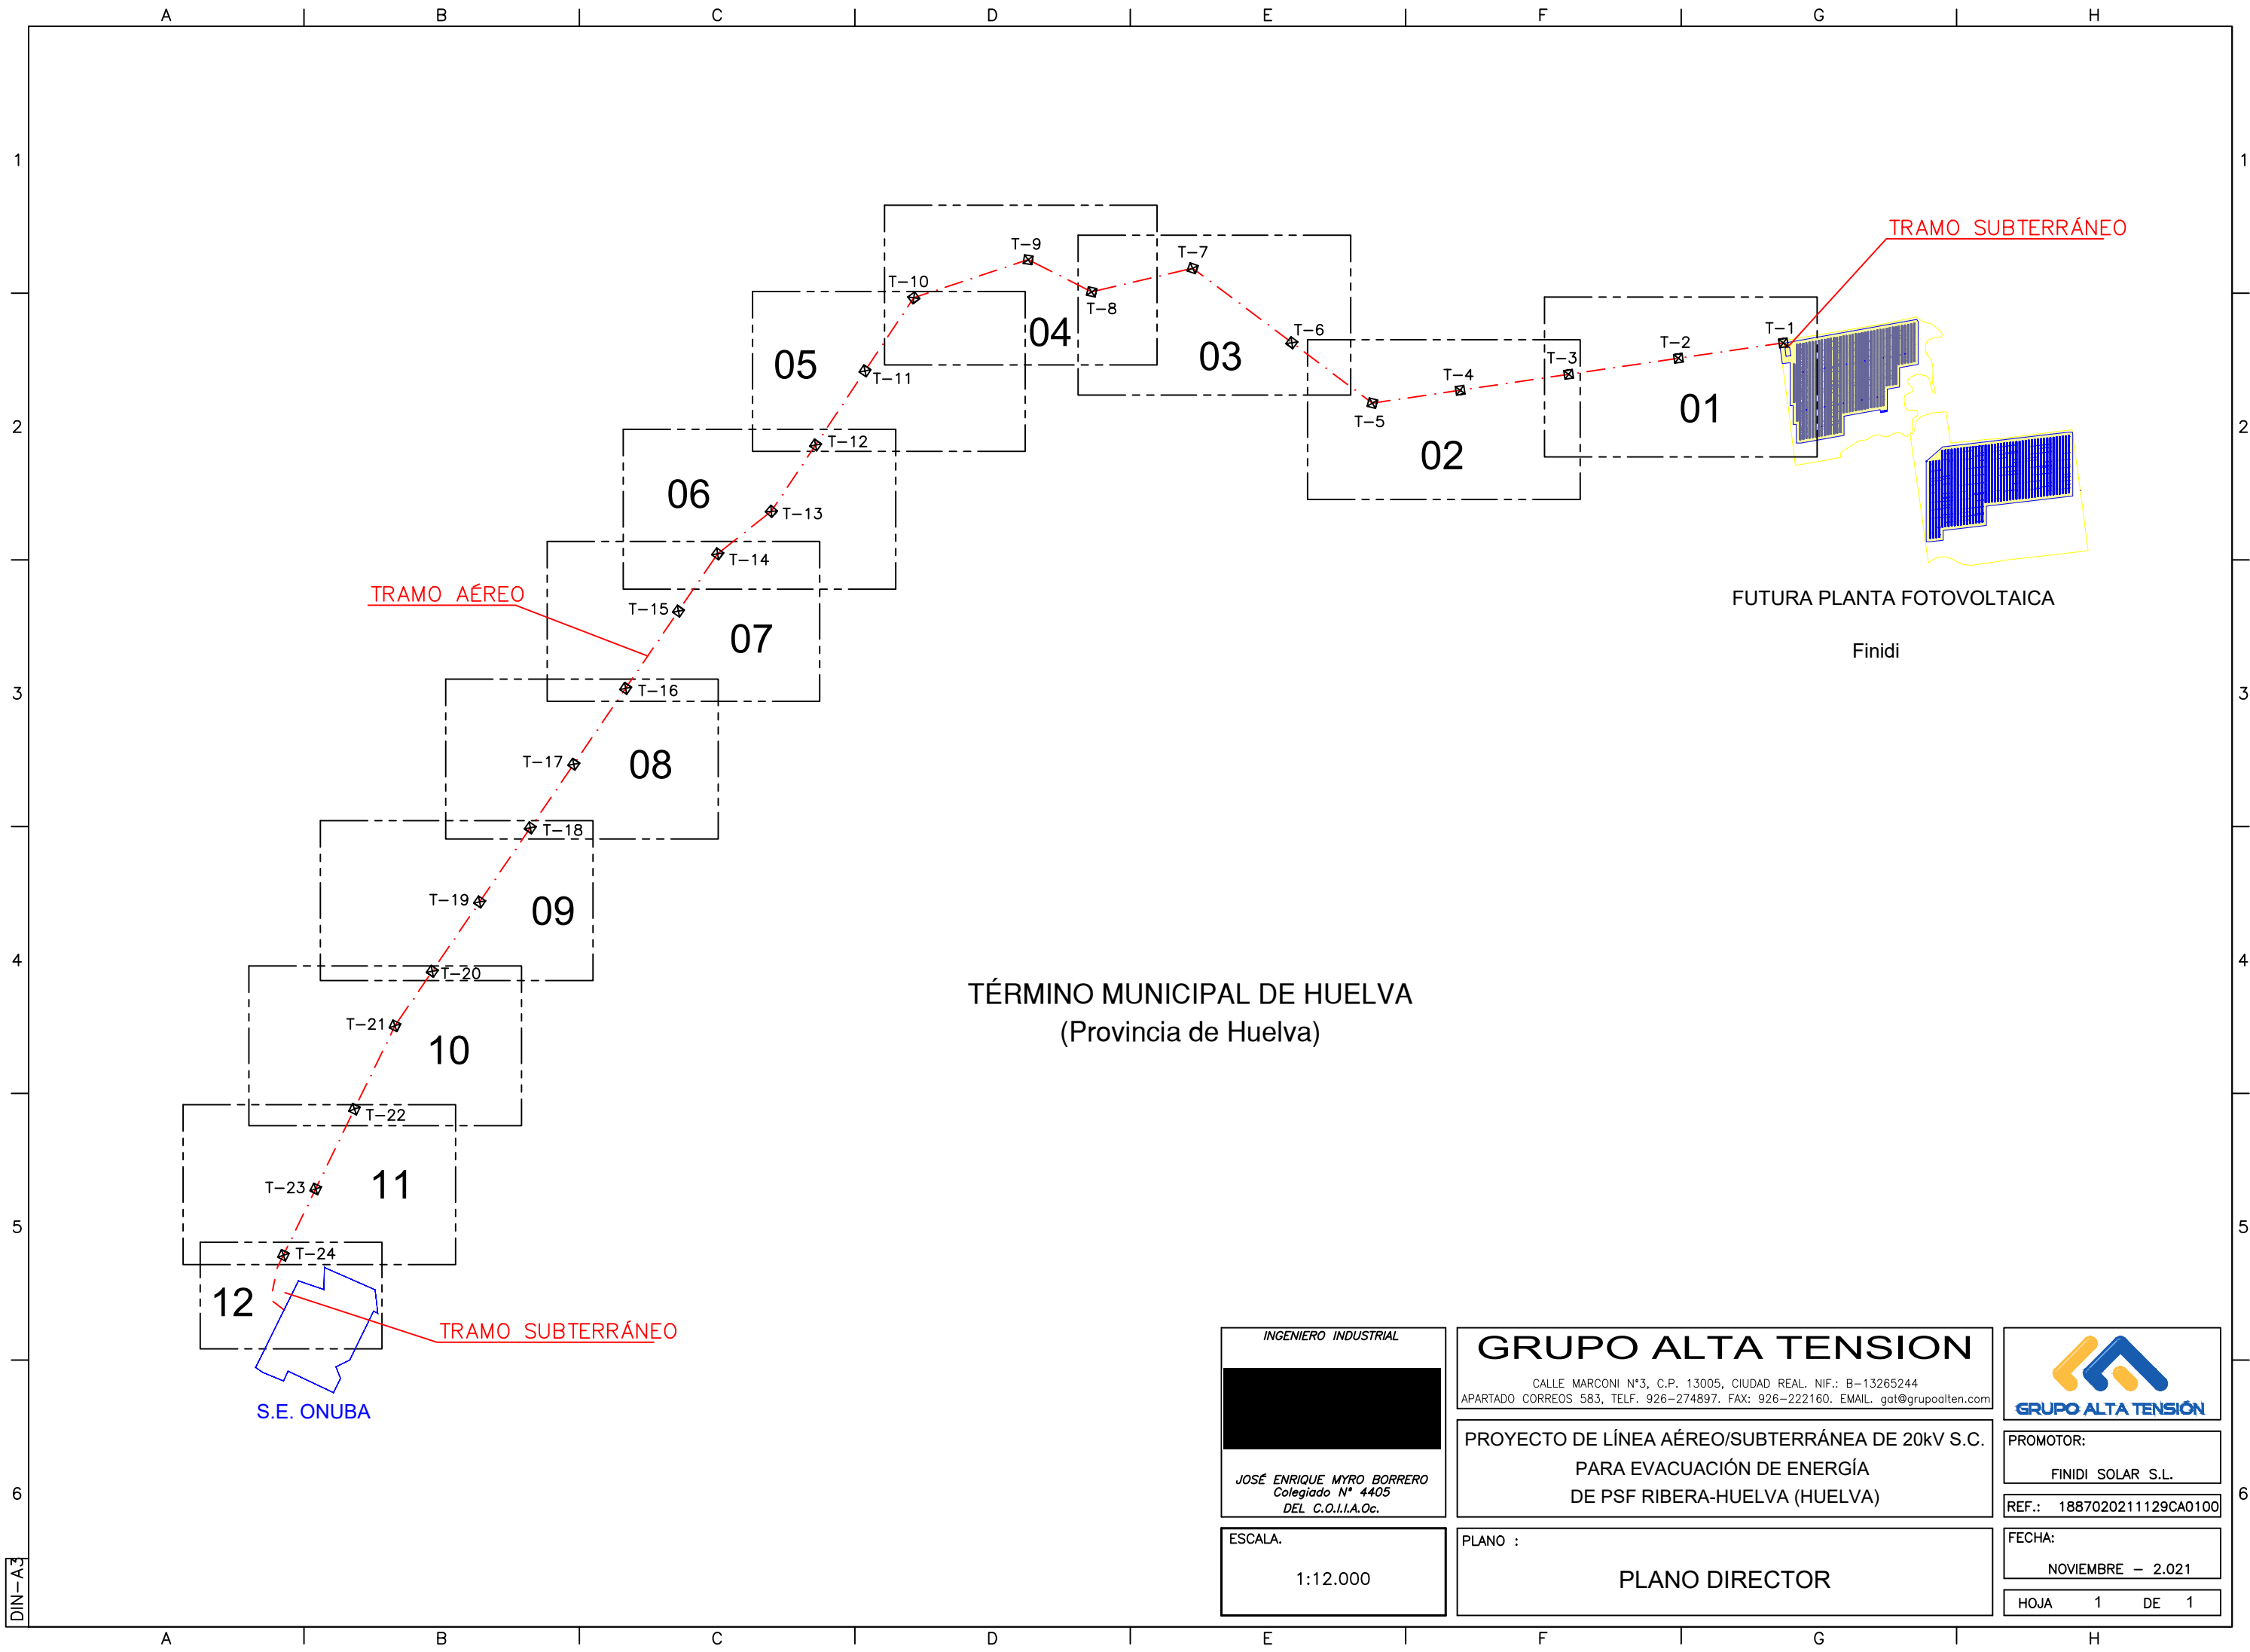 A B C D E F G H
1 1
TRAMO SUBTERRÁNEO
T-9
T-7
T-10
T-8
04
T-6
T-1
T-2
03
05
T-3
T-11
T-4
01
T-5
2 2
T-12
02
06
T-13
T-14
TRAMO AÉREO
FUTURA PLANTA FOTOVOLTAICA
T-15
07
Finidi
T-16
3 3
T-17
08
T-18
T-19
09
4 4
T-20
TÉRMINO MUNICIPAL DE HUELVA
(Provincia de Huelva)
T-21
10
T-22
T-23
11
5 5
T-24
12
TRAMO SUBTERRÁNEO
S.E. ONUBA
INGENIERO INDUSTRIAL
JOSÉ ENRIQUE MYRO BORRERO
Colegiado Nº 4405
DEL C.O.I.I.A.Oc.
ESCALA.
1:12.000
GRUPO ALTA TENSION
CALLE MARCONI Nº3, C.P. 13005, CIUDAD REAL. NIF.: B-13265244
APARTADO CORREOS 583, TELF. 926-274897. FAX: 926-222160. EMAIL. gat@grupoalten.com
PROYECTO DE LÍNEA AÉREO/SUBTERRÁNEA DE 20kV S.C.
PARA EVACUACIÓN DE ENERGÍA
DE PSF RIBERA-HUELVA (HUELVA)
PLANO :
PLANO DIRECTOR
GRUPO ALTA TENSIÓN
PROMOTOR:
FINIDI SOLAR S.L.
REF.: 1887020211129CA0100
FECHA:
NOVIEMBRE - 2.021
HOJA 1 DE 1
6 6
DIN-A3
A B C D E F G H